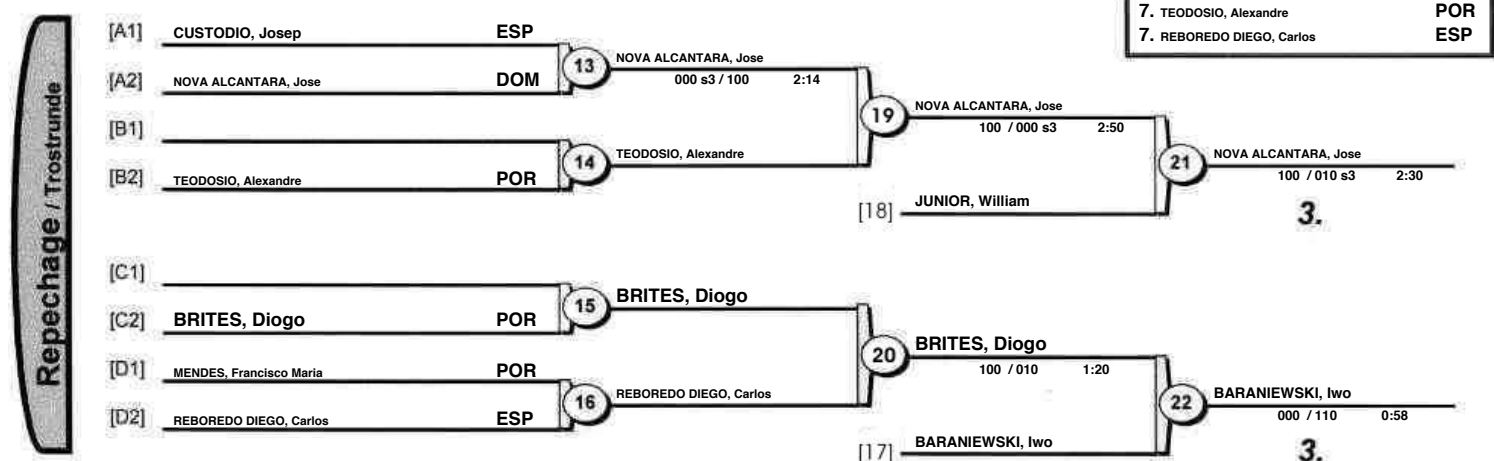 7. TEODOSIO, Alexandre POR
7. REBOREDO DIEGO, Carlos ESP
Repechage / Trostrunde
[A1] CUSTODIO, Josep ESP
13 NOVA ALCANTARA, Jose
000 s3 / 100 2:14
[A2] NOVA ALCANTARA, Jose DOM
19 NOVA ALCANTARA, Jose
100 / 000 s3 2:50
[B1]
14 TEODOSIO, Alexandre
[B2] TEODOSIO, Alexandre POR
21 NOVA ALCANTARA, Jose
100 / 010 s3 2:30
[18] JUNIOR, William
3.
[C1]
15 BRITES, Diogo
[C2] BRITES, Diogo POR
20 BRITES, Diogo
100 / 010 1:20
[D1] MENDES, Francisco Maria POR
16 REBOREDO DIEGO, Carlos
[D2] REBOREDO DIEGO, Carlos ESP
22 BARANIEWSKI, Iwo
000 / 110 0:58
[17] BARANIEWSKI, Iwo
3.